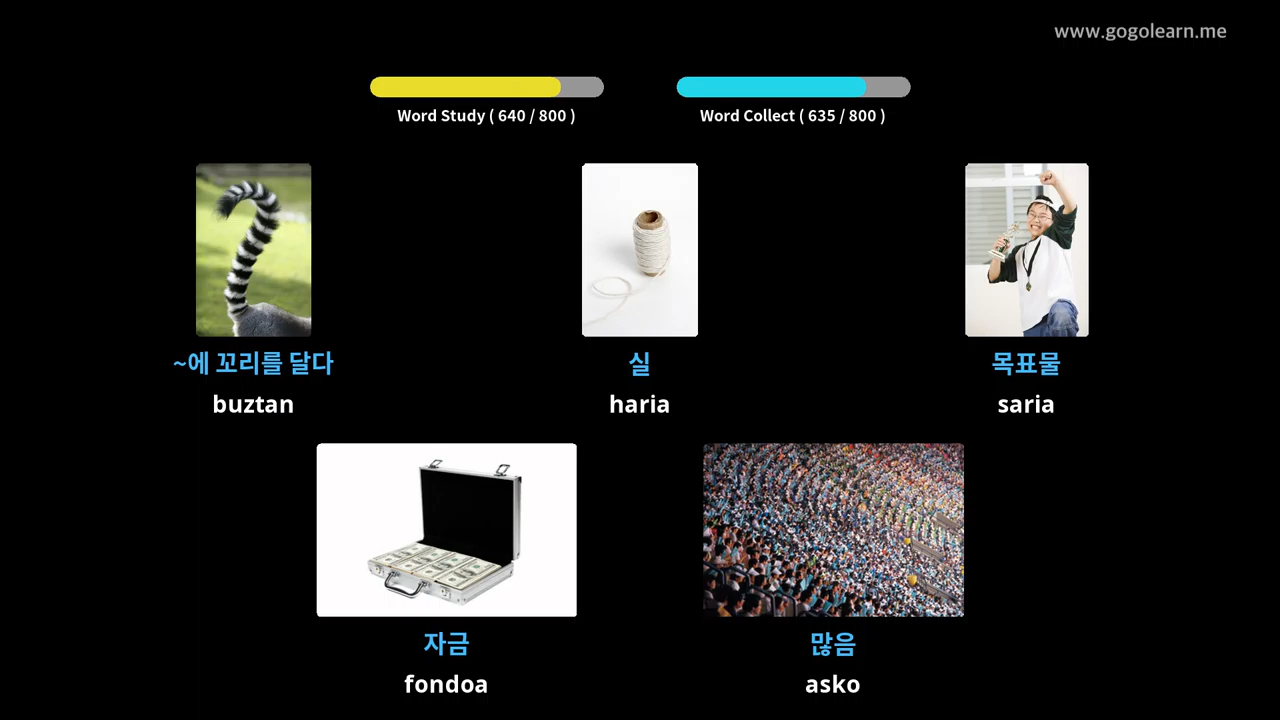 www.gogolearn.me
Word Study ( 640 / 800 )
Word Collect ( 635 / 800 )
~에 꼬리를 달다
buztan
실
haria
목표물
saria
자금
fondoa
많음
asko